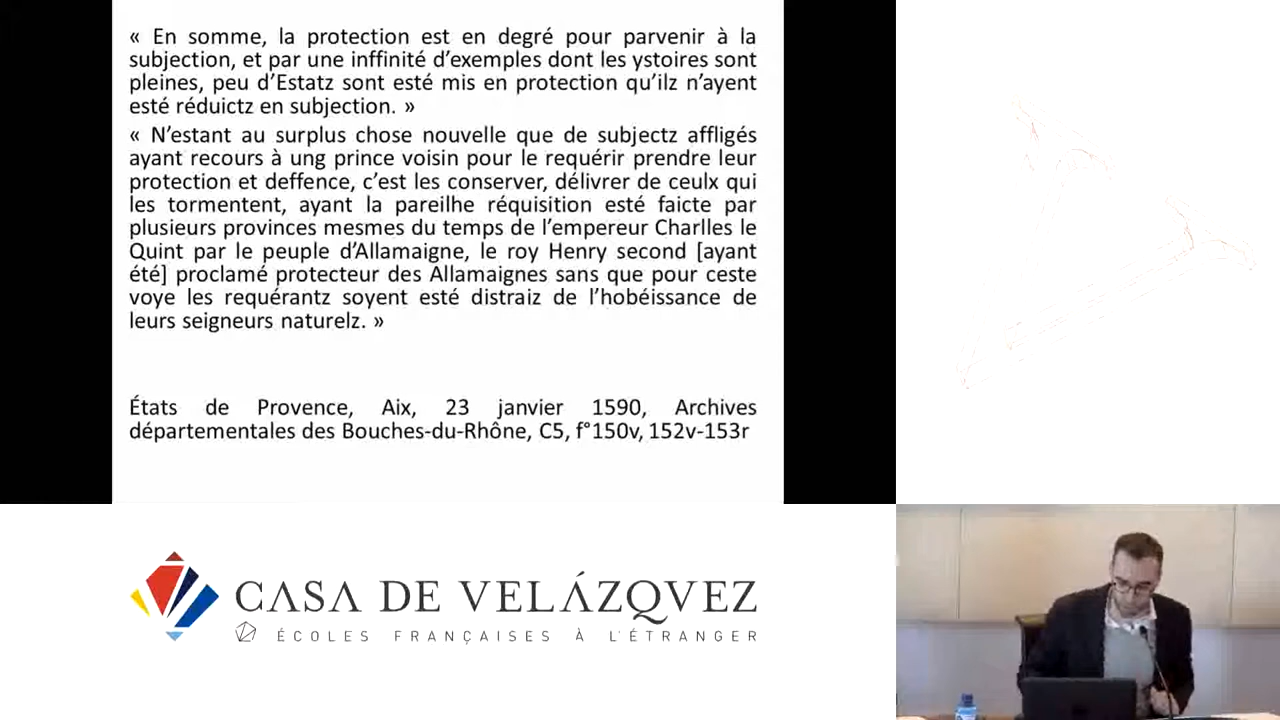 « En somme, la protection est en degré pour parvenir à la
subjection, et par une inffinité d’exemples dont les ystoires sont
pleines, peu d’Estatz sont esté mis en protection qu’ilz n’ayent
esté réduictz en subjection. »
« N’estant au surplus chose nouvelle que de subjectz affligés
ayant recours à ung prince voisin pour le requérir prendre leur
protection et deffence, c’est les conserver, délivrer de ceulx qui
les tormentent, ayant la pareilhe réquisition esté faicte par
plusieurs provinces mesmes du temps de l’empereur Charlles le
Quint par le peuple d’Allamaigne, le roy Henry second [ayant
été] proclamé protecteur des Allamaignes sans que pour ceste
voye les requérantz soyent esté distraiz de l’hobéissance de
leurs seigneurs naturelz. »
États de Provence, Aix, 23 janvier 1590, Archives
départementales des Bouches-du-Rhône, C5, f°150v, 152v-153r
CASA DE VELÁZQVEZ
ÉCOLES FRANÇAISES À L'ÉTRANGER